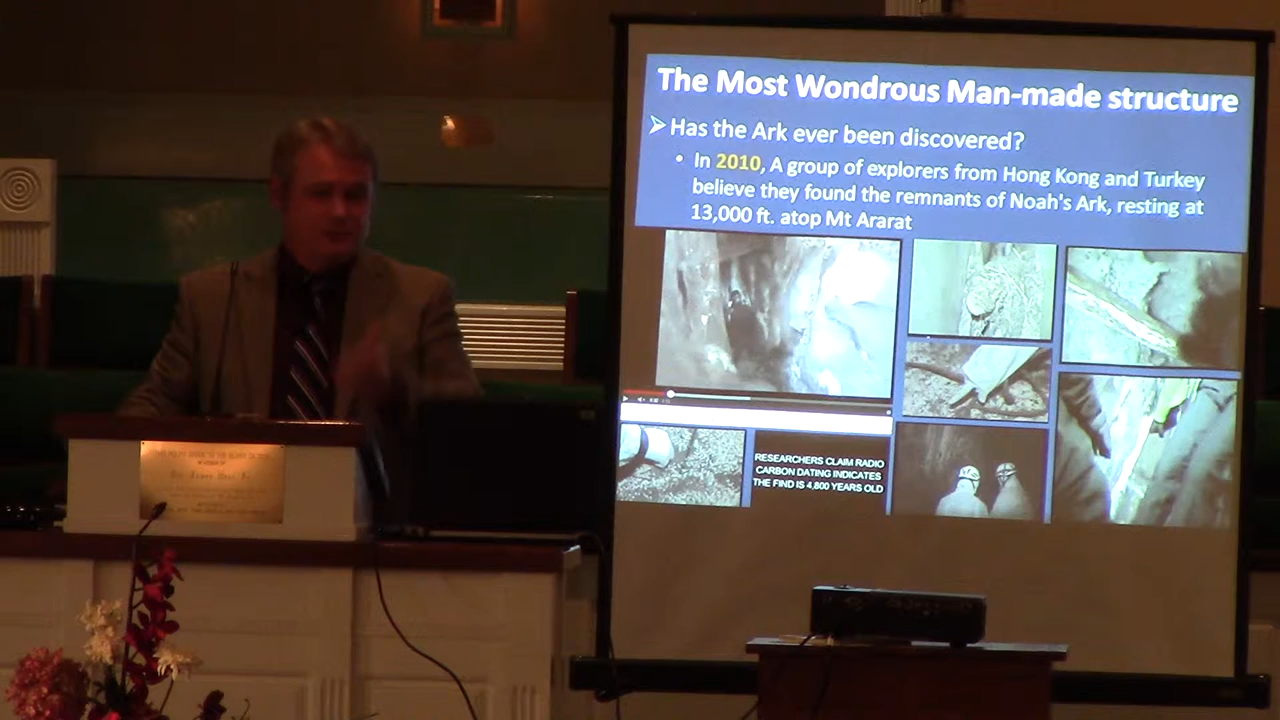 The Most Wondrous Man-made structure
➢ Has the Ark ever been discovered?
• In 2010, A group of explorers from Hong Kong and Turkey
believe they found the remnants of Noah's Ark, resting at
13,000 ft. atop Mt Ararat
RESEARCHERS CLAIM RADIO
CARBON DATING INDICATES
THE FIND IS 4,800 YEARS OLD